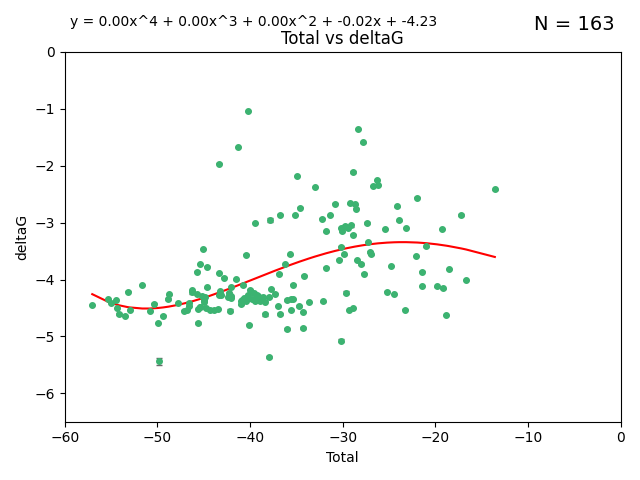 y = 0.00x^4 + 0.00x^3 + 0.00x^2 + -0.02x + -4.23
N = 163
Total vs deltaG
0
−1
−2
−3
−4
−5
−6
deltaG
−60 −50 −40 −30 −20 −10 0
Total